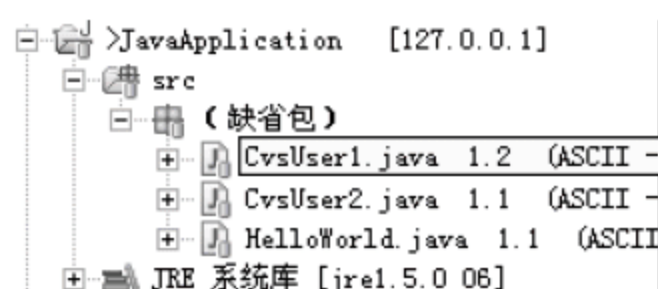 >JavaApplication [127.0.0.1]
src
(缺省包)
CvsUser1.java 1.2 (ASCII -
CvsUser2.java 1.1 (ASCII -
HelloWorld.java 1.1 (ASCII
JRE 系统库 [jre1.5.0_06]